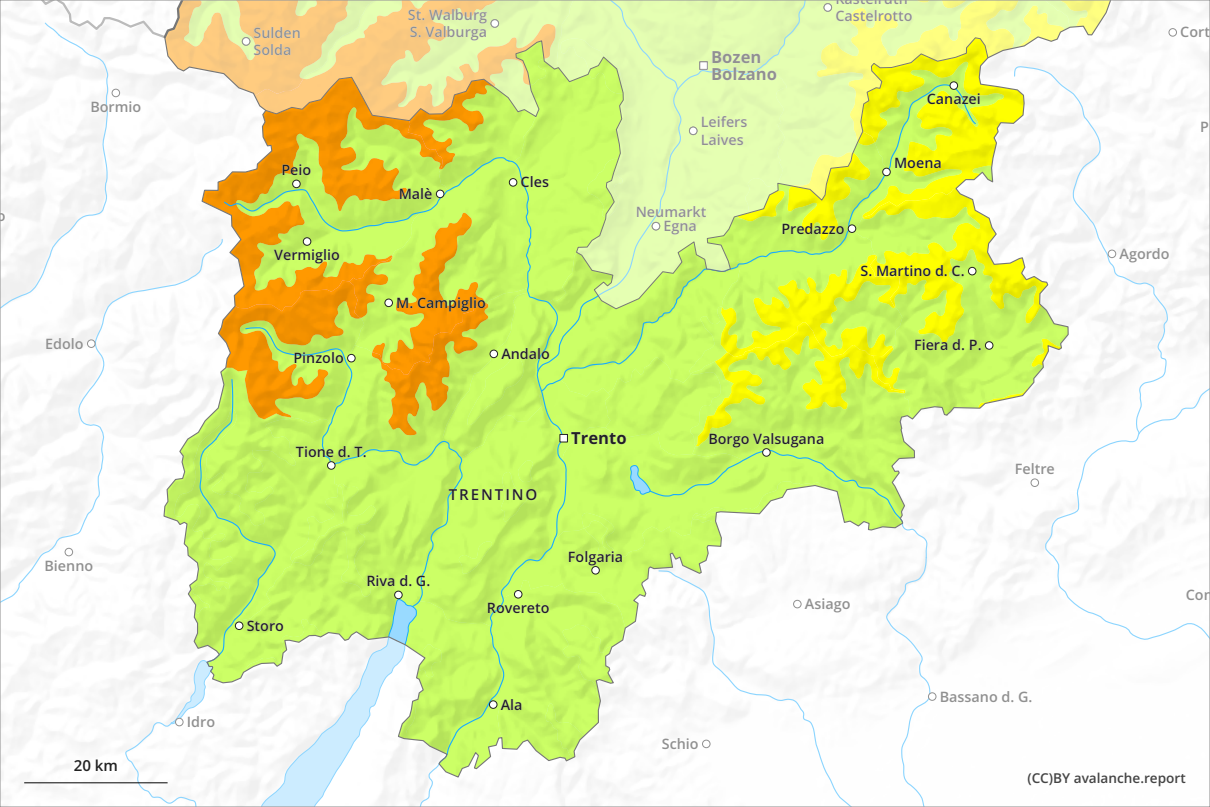 St. Walburg
S. Valburga
Kastelruth
Castelrotto
Sulden
Solda
Cort
Bozen
Bolzano
Bormio
Canazei
Leifers
Laives
Moena
Peio
Malè
Cles
Neumarkt
Egna
Predazzo
Vermiglio
Agordo
S. Martino d. C.
M. Campiglio
Edolo
Pinzolo
Andalo
Fiera d. P.
Trento
Borgo Valsugana
Tione d. T.
Feltre
TRENTINO
Bienno
Folgaria
Riva d. G.
Rovereto
Asiago
Cor
Storo
Ala
Bassano d. G.
Idro
Schio
20 km
(CC)BY avalanche.report